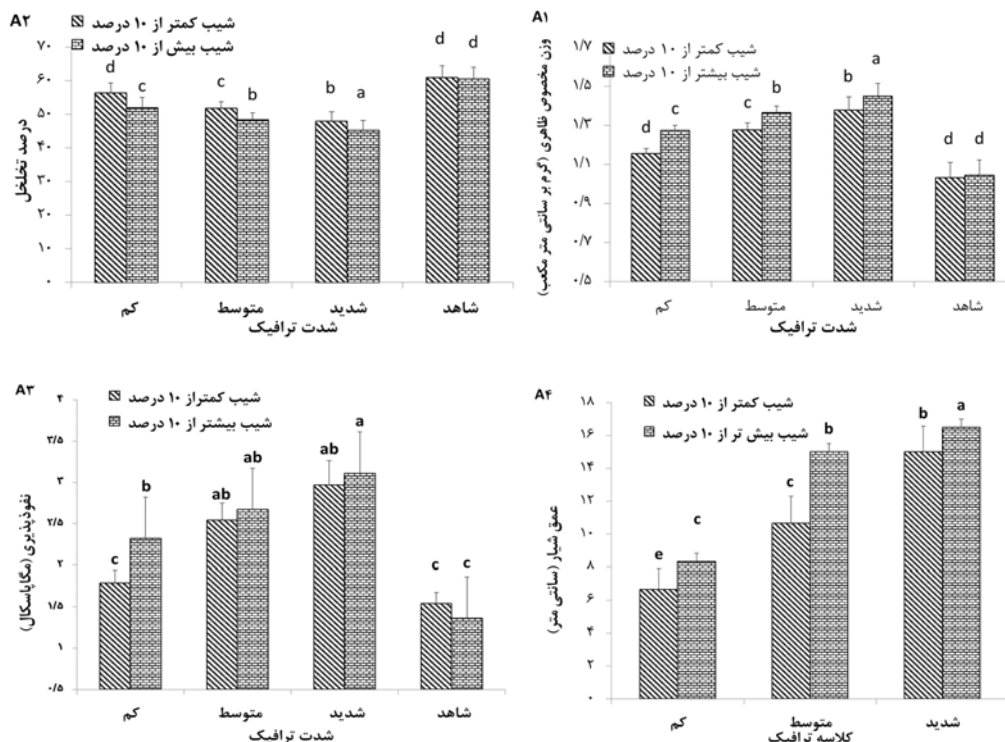 A۱
شیب کمتر از ۱۰ درصد
شیب بیشتر از ۱۰ درصد
وزن مخصوص ظاهری (گرم بر سانتی متر مکعب)
۱/۷
۱/۵
۱/۳
۱/۱
۰/۹
۰/۷
۰/۵
d c c b b a d d
کم متوسط شدید شاهد
شدت ترافیک
A۲
شیب کمتر از ۱۰ درصد
شیب بیش از ۱۰ درصد
درصد تخلخل
۷۰
۶۰
۵۰
۴۰
۳۰
۲۰
۱۰
۰
d c c b b a d d
کم متوسط شدید شاهد
شدت ترافیک
A۳
شیب کمتراز ۱۰ درصد
شیب بیشتر از ۱۰ درصد
نفوذپذیری (مگاپاسکال)
۴
۳/۵
۳
۲/۵
۲
۱/۵
۱
۰/۵
c b ab ab ab a c c
کم متوسط شدید شاهد
شدت ترافیک
A۴
شیب کمتر از ۱۰ درصد
شیب بیش تر از ۱۰ درصد
عمق شیار (سانتی متر)
۱۸
۱۶
۱۴
۱۲
۱۰
۸
۶
۴
۲
۰
e c c b b a
کم متوسط شدید
کلاسه ترافیک